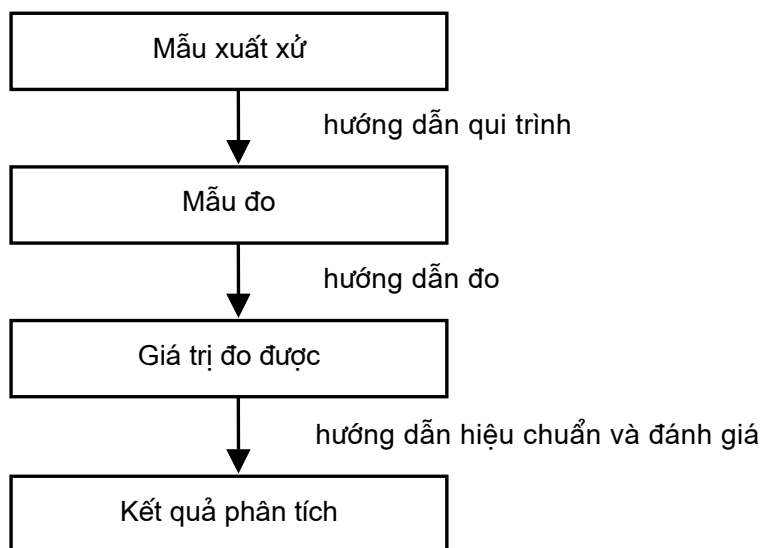 Mẫu xuất xử
hướng dẫn qui trình
Mẫu đo
hướng dẫn đo
Giá trị đo được
hướng dẫn hiệu chuẩn và đánh giá
Kết quả phân tích